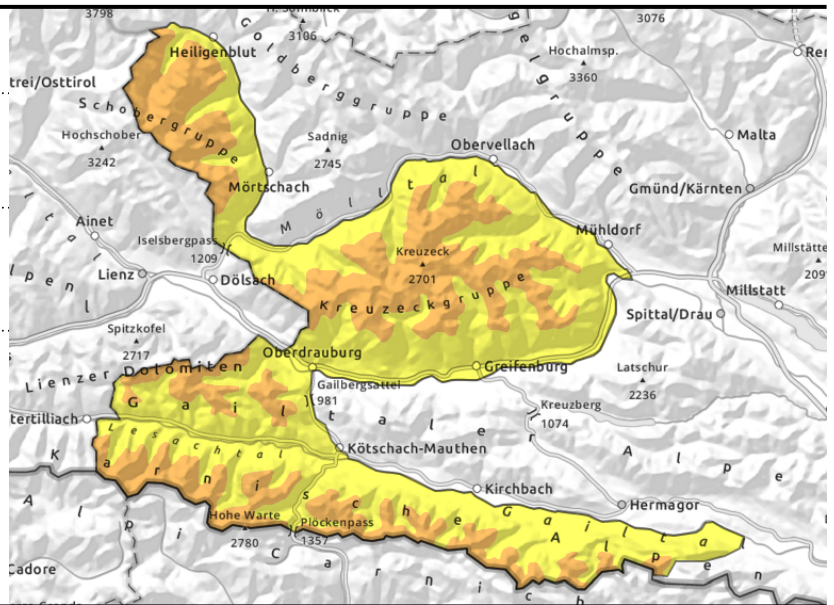 3798
3106
3076
Goldberggruppe
Heiligenblut
Hochalmsp.
3360
trei/Osttirol
Schobergruppe
Hochschober
3242
Sadnig
2745
Obervellach
Malta
Mörtschach
Gmünd/Kärnten
Mölltal
Ainet
Iselsbergpass
1209
Mühldorf
Kreuzeck
2701
Millstätte
209
Lienz
Dölsach
Kreuzeckgruppe
Millstatt
Spittal/Drau
Spitzkofel
2717
Oberdrauburg
Greifenburg
Latschur
2236
Lienzer Dolomiten
Gailbergsattel
981
Kreuzberg
1074
Gailtaler Alpe
tertilliach
Lesachtal
Kötschach-Mauthen
Karnische Alpen
Kirchbach
Gailtal
Hermagor
Hohe Warte
2780
Plöckenpass
1357
Alpi Carnich
Cadore